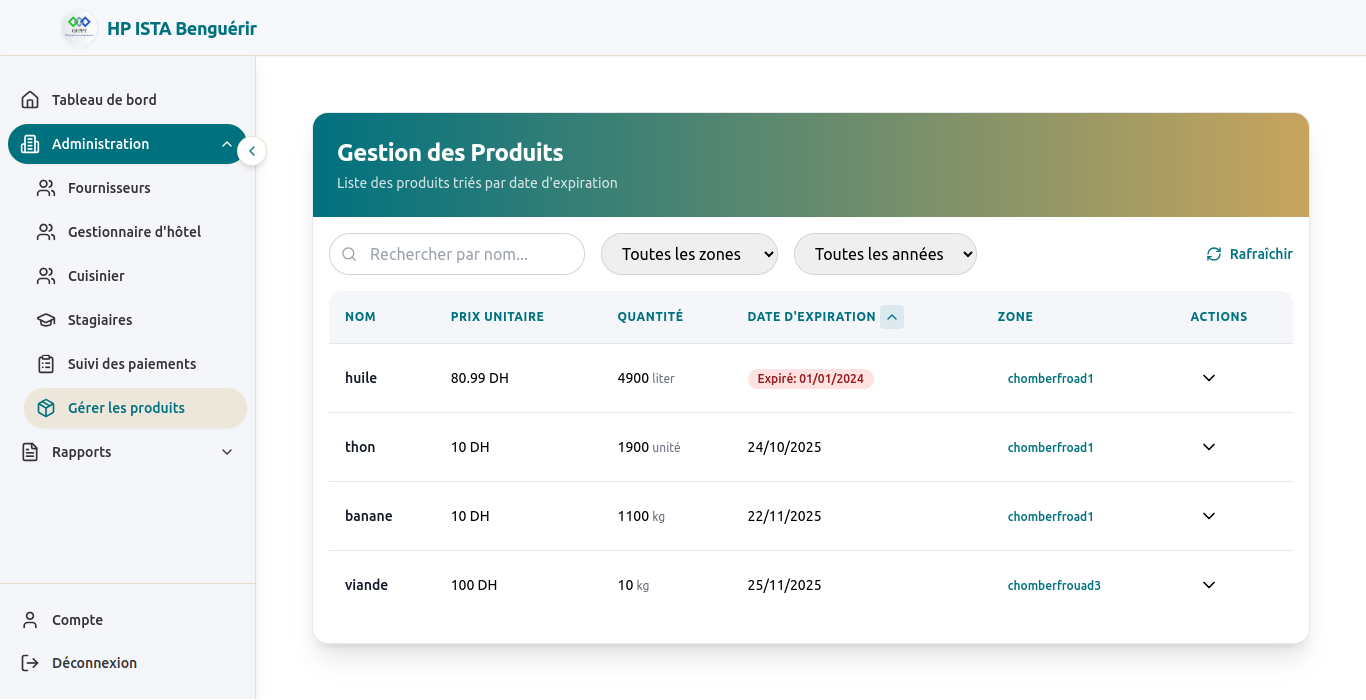 HP ISTA Benguérir
Tableau de bord
Administration
Fournisseurs
Gestionnaire d'hôtel
Cuisinier
Stagiaires
Suivi des paiements
Gérer les produits
Rapports
Compte
Déconnexion
Gestion des Produits
Liste des produits triés par date d'expiration
Rechercher par nom... Toutes les zones Toutes les années Rafraîchir
NOM PRIX UNITAIRE QUANTITÉ DATE D'EXPIRATION ZONE ACTIONS
huile 80.99 DH 4900 liter Expiré: 01/01/2024 chomberfroad1
thon 10 DH 1900 unité 24/10/2025 chomberfroad1
banane 10 DH 1100 kg 22/11/2025 chomberfroad1
viande 100 DH 10 kg 25/11/2025 chomberfrouad3